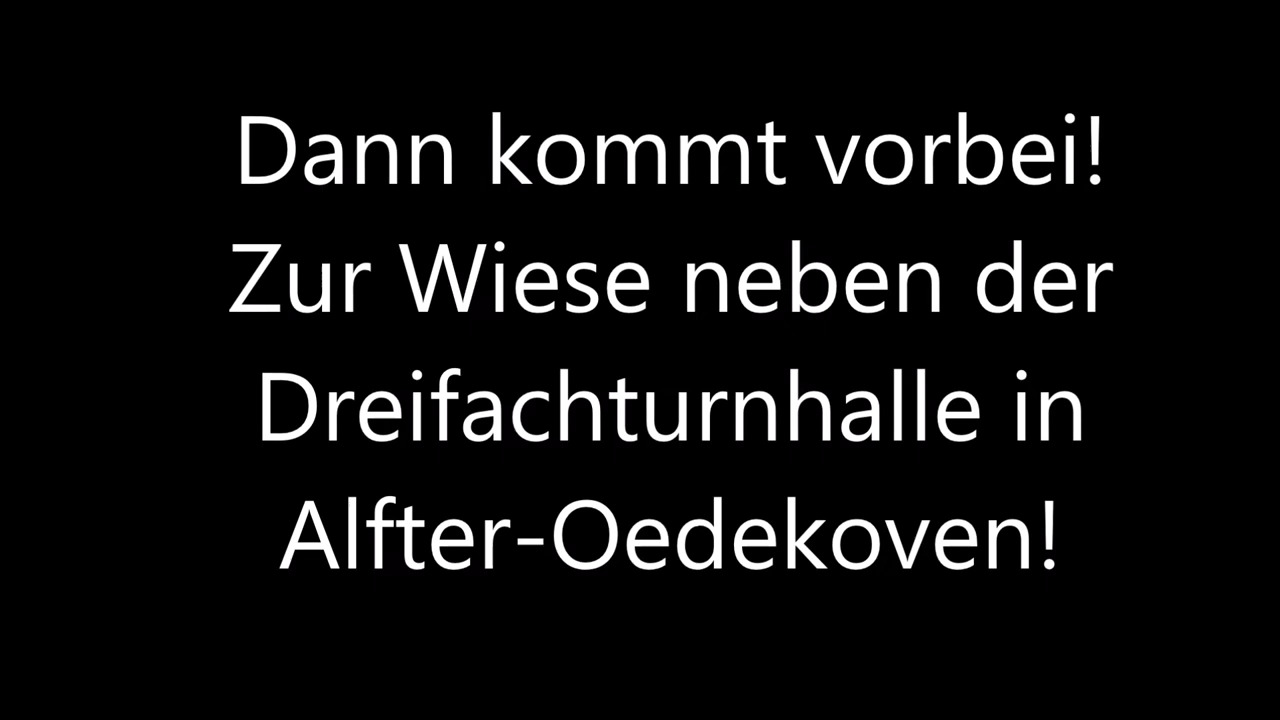 Dann kommt vorbei!
Zur Wiese neben der
Dreifachturnhalle in
Alfter-Oedekoven!